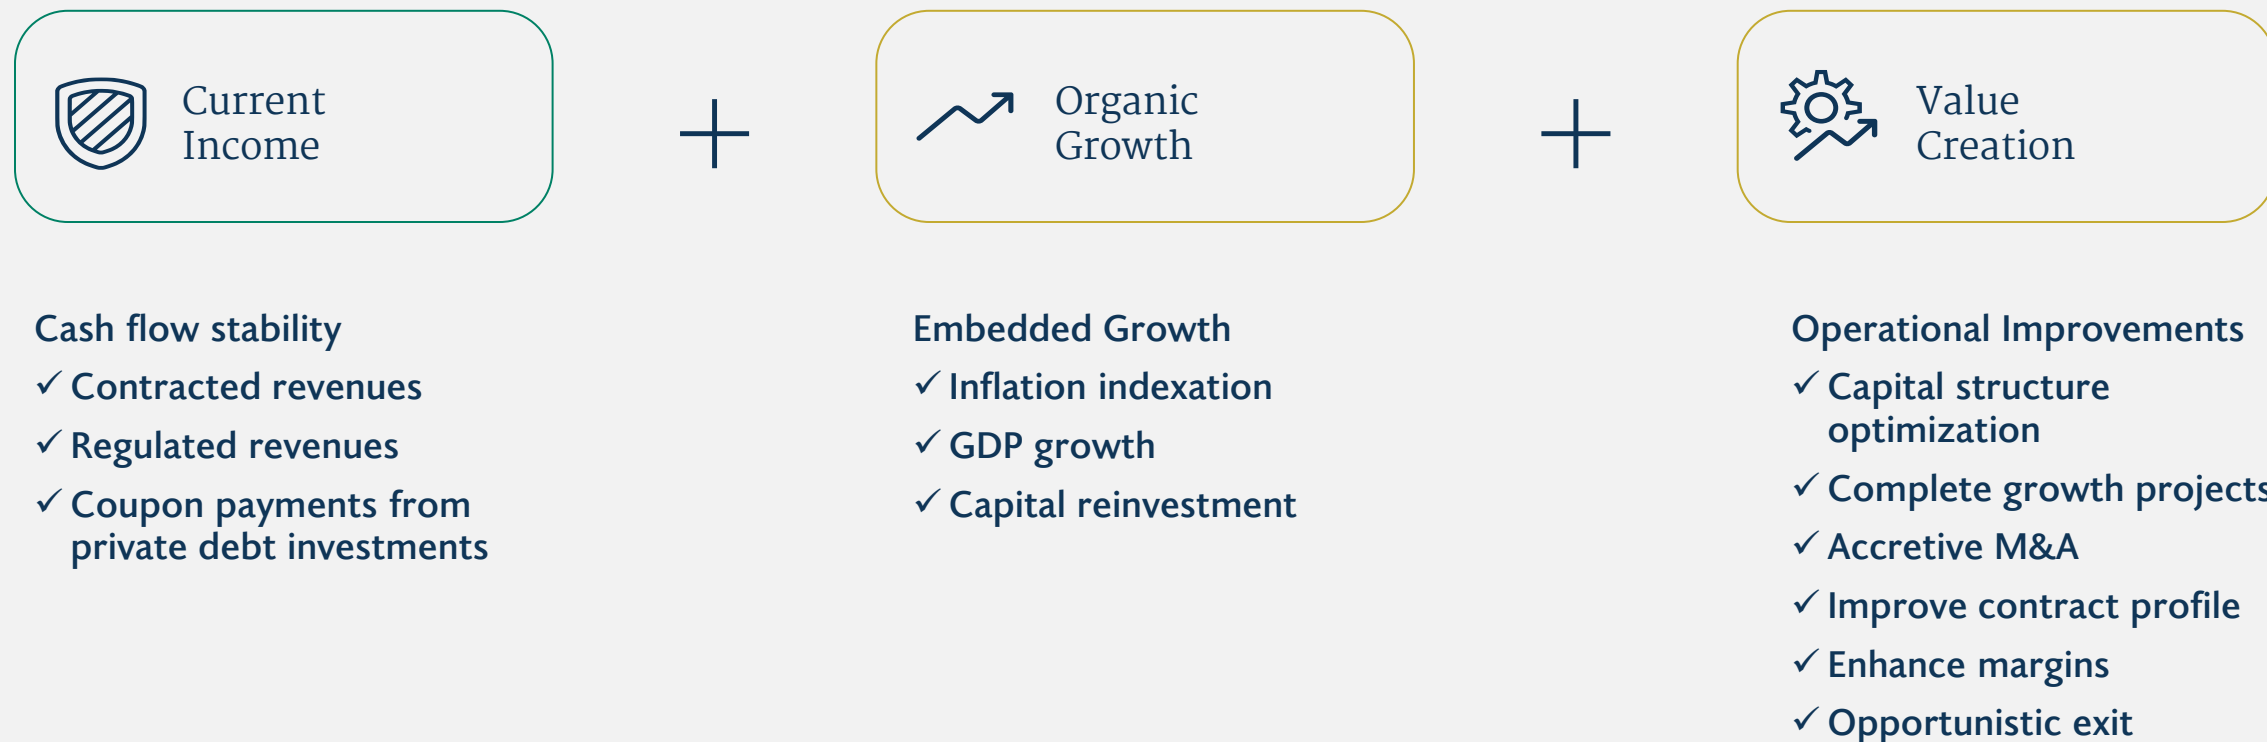 Current
Income
+
Organic
Growth
+
Value
Creation
Cash flow stability
✓ Contracted revenues
✓ Regulated revenues
✓ Coupon payments from
private debt investments
Embedded Growth
✓ Inflation indexation
✓ GDP growth
✓ Capital reinvestment
Operational Improvements
✓ Capital structure
optimization
✓ Complete growth projects
✓ Accretive M&A
✓ Improve contract profile
✓ Enhance margins
✓ Opportunistic exit